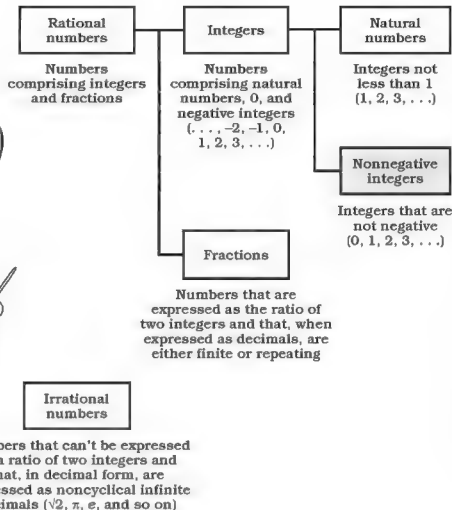 Rational
numbers
Numbers
comprising integers
and fractions
Integers
Numbers
comprising natural
numbers, 0, and
negative integers
(. . . , –2, –1, 0,
1, 2, 3, . . .)
Natural
numbers
Integers not
less than 1
(1, 2, 3, . . .)
Nonnegative
integers
Integers that are
not negative
(0, 1, 2, 3, . . .)
Fractions
Numbers that are
expressed as the ratio of
two integers and that, when
expressed as decimals, are
either finite or repeating
Irrational
numbers
that can't be expressed
ratio of two integers and
in decimal form, are
as noncyclical infinite
(√2, π, e, and so on)